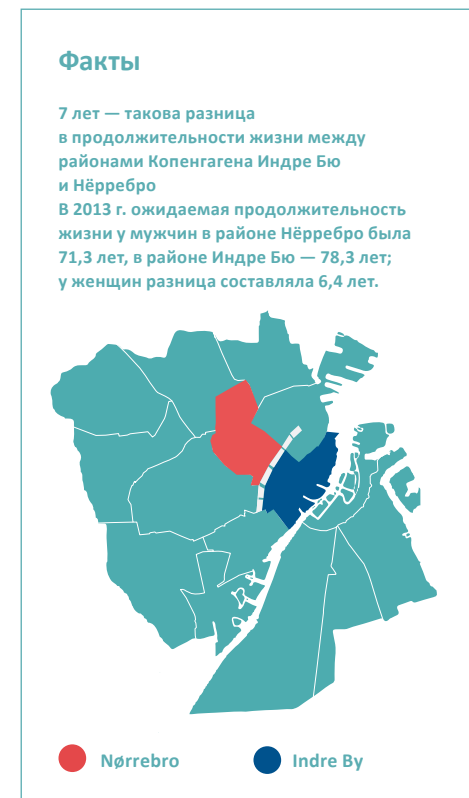 Факты
7 лет — такова разница
в продолжительности жизни между
районами Копенгагена Индре Бю
и Нёрребро
В 2013 г. ожидаемая продолжительность
жизни у мужчин в районе Нёрребро была
71,3 лет, в районе Индре Бю — 78,3 лет;
у женщин разница составляла 6,4 лет.
Nørrebro
Indre By